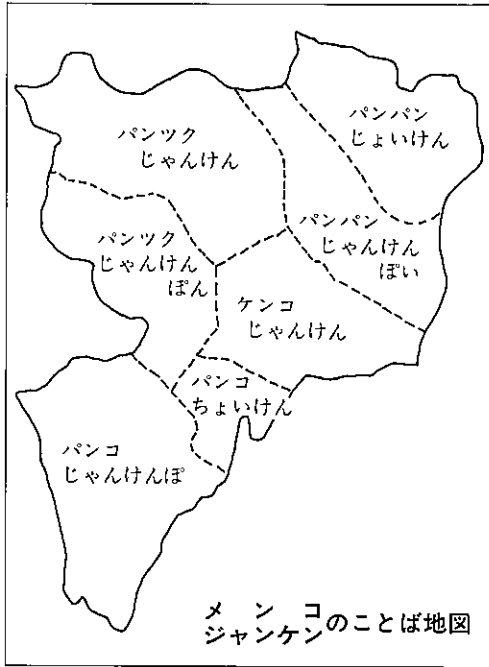 パンパン
じょいけん
パンツク
じゃんけん
パンパン
じゃんけん
ぽい
パンツク
じゃんけん
ぽん
ケンコ
じゃんけん
パンコ
ちょいけん
パンコ
じゃんけんぽ
メンコ
ジャンケンのことば地図